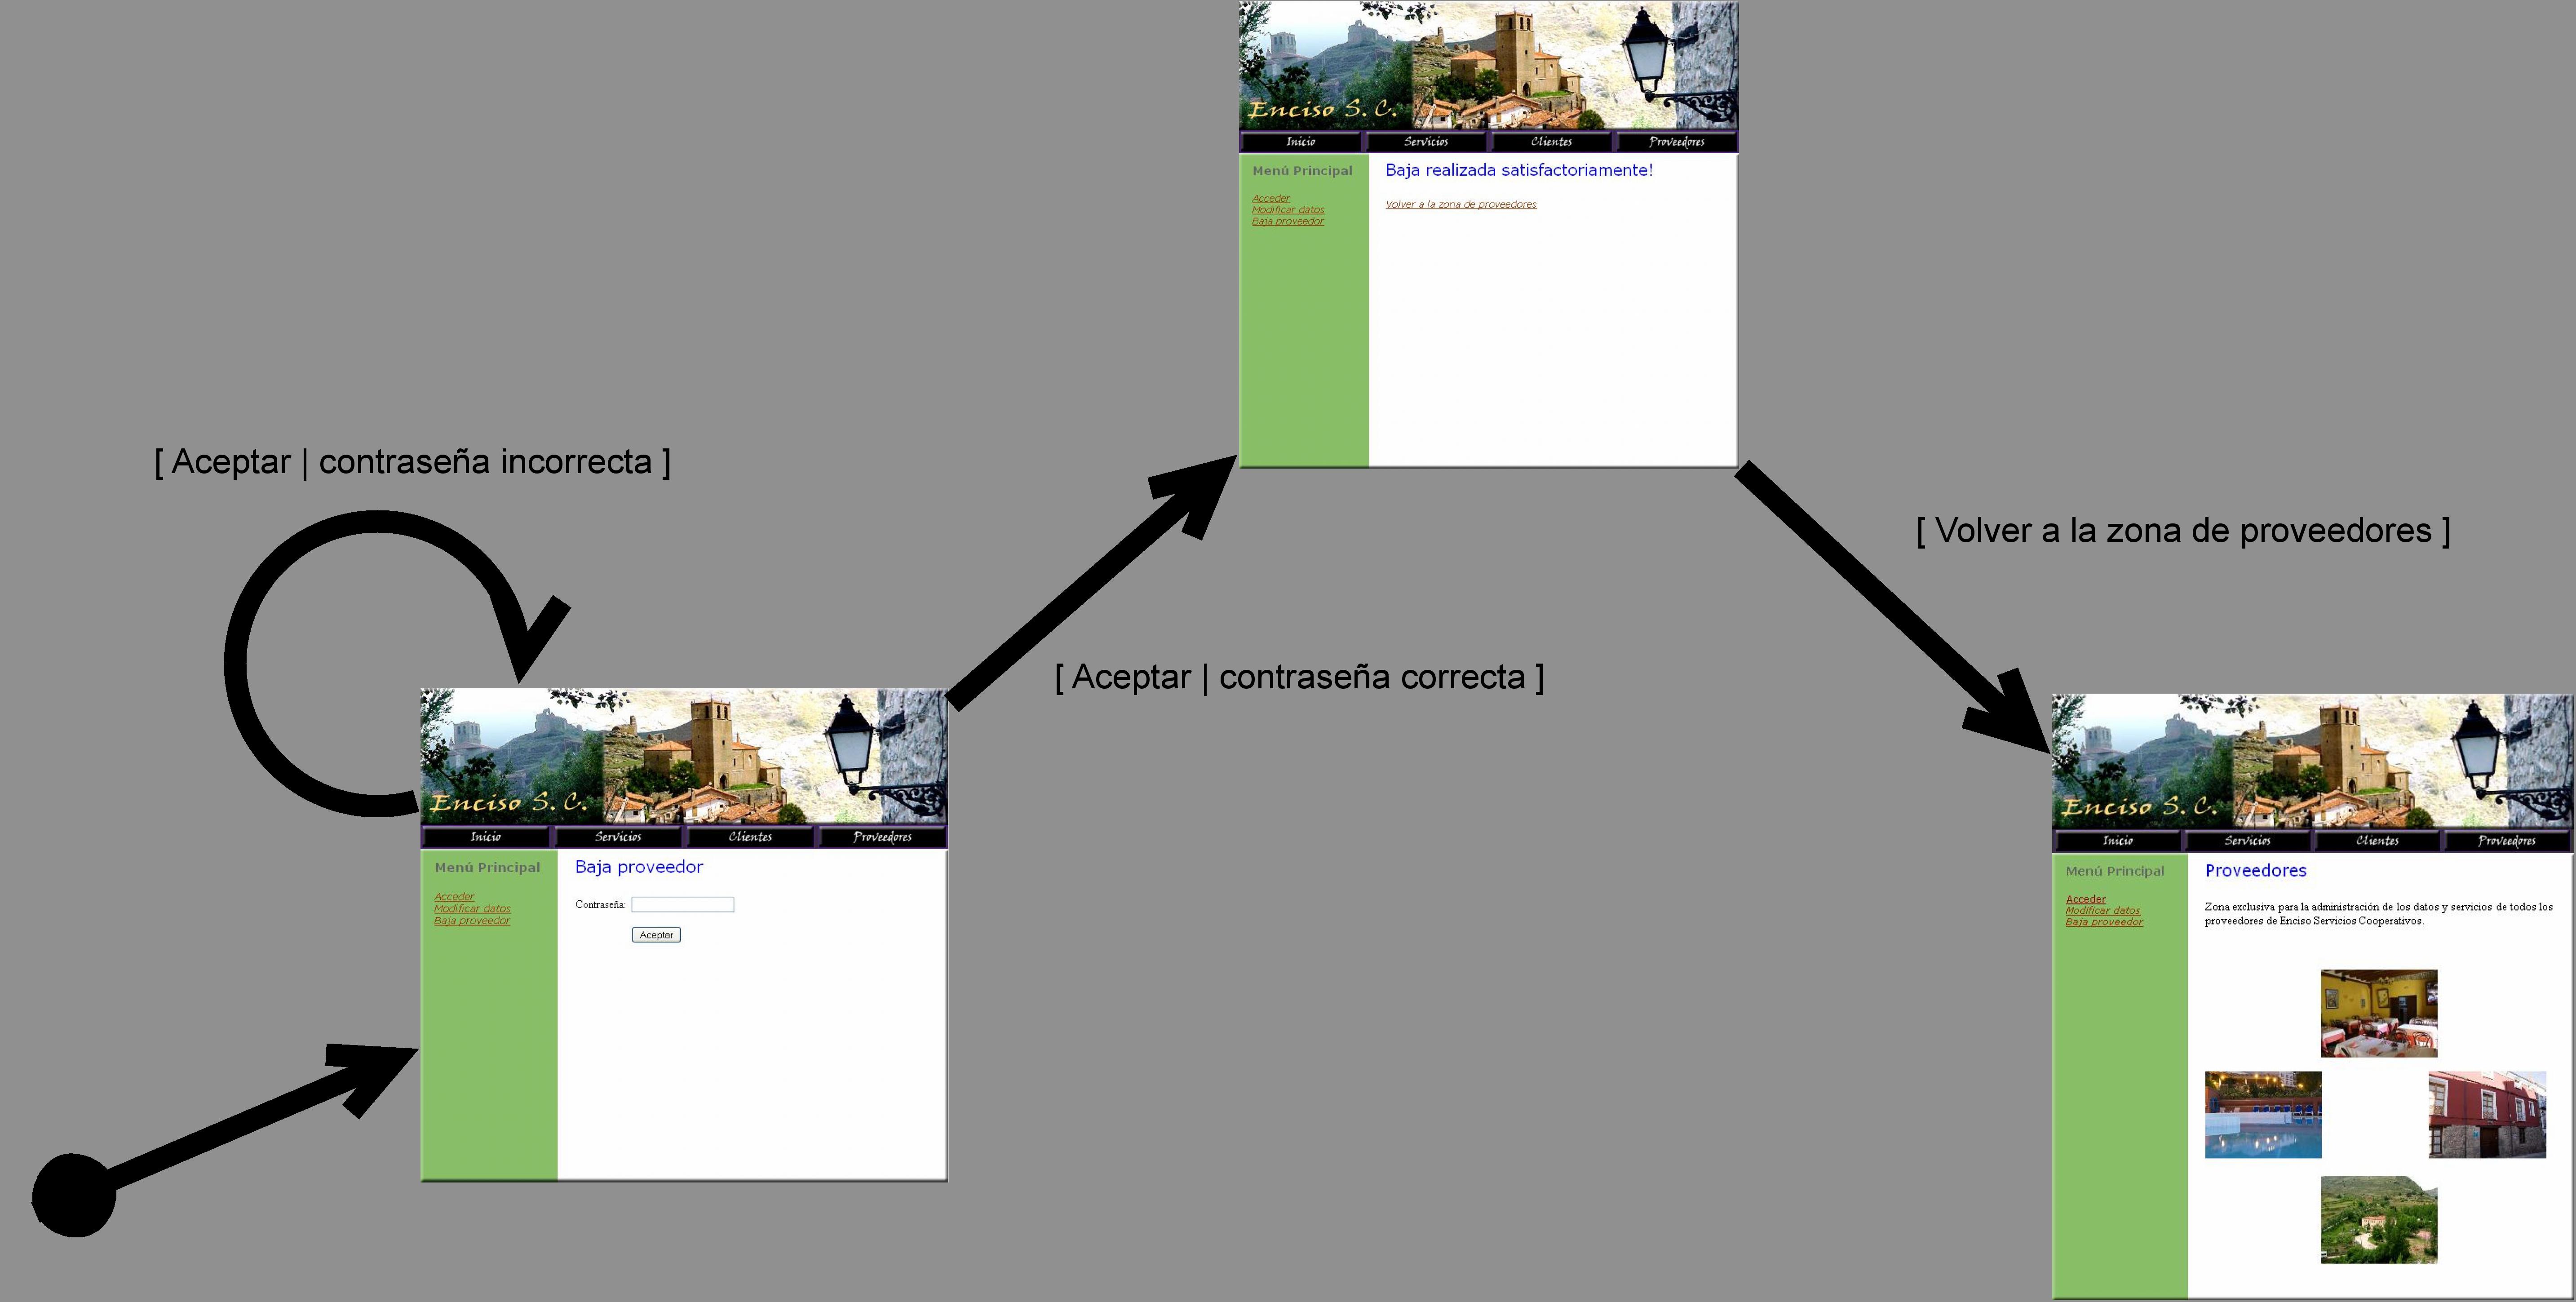 Enciso S. C.
Inicio Servicios Clientes Proveedores
Menú Principal
Acceder
Modificar datos
Baja proveedor
Baja realizada satisfactoriamente!
Volver a la zona de proveedores
[ Aceptar | contraseña incorrecta ]
[ Volver a la zona de proveedores ]
[ Aceptar | contraseña correcta ]
Enciso S. C.
Inicio Servicios Clientes Proveedores
Menú Principal
Acceder
Modificar datos
Baja proveedor
Baja proveedor
Contraseña:
Aceptar
Enciso S. C.
Inicio Servicios Clientes Proveedores
Menú Principal
Acceder
Modificar datos
Baja proveedor
Proveedores
Zona exclusiva para la administración de los datos y servicios de todos los
proveedores de Enciso Servicios Cooperativos.